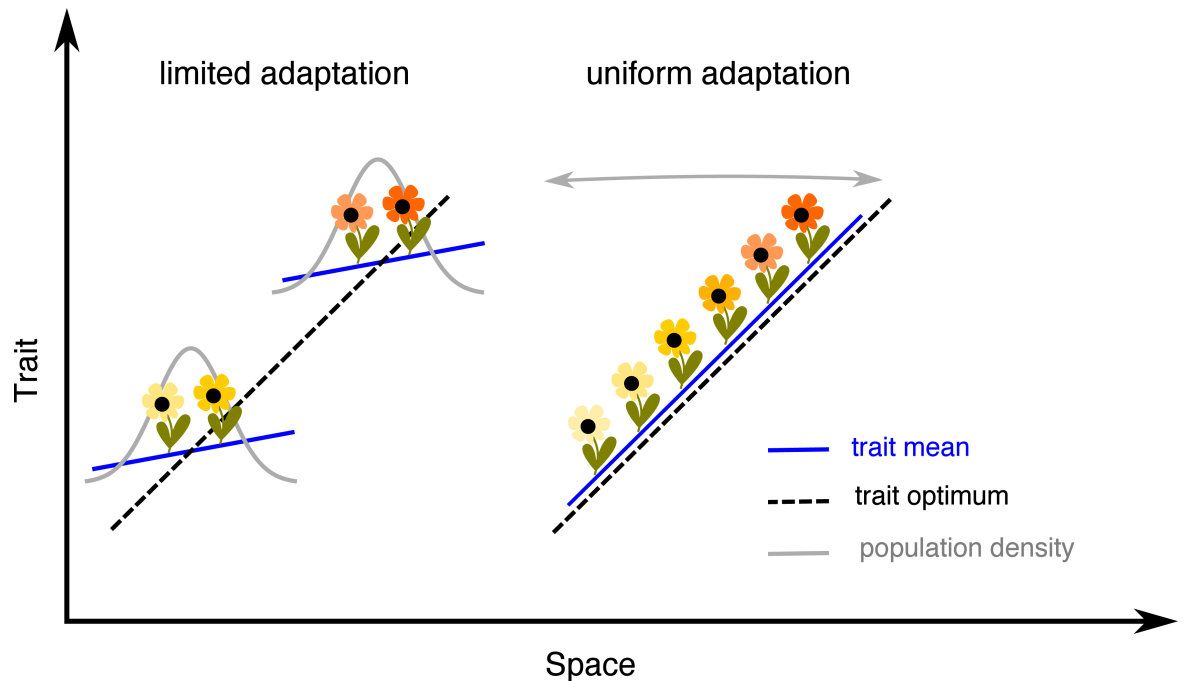 limited adaptation
uniform adaptation
Trait
trait mean
trait optimum
population density
Space